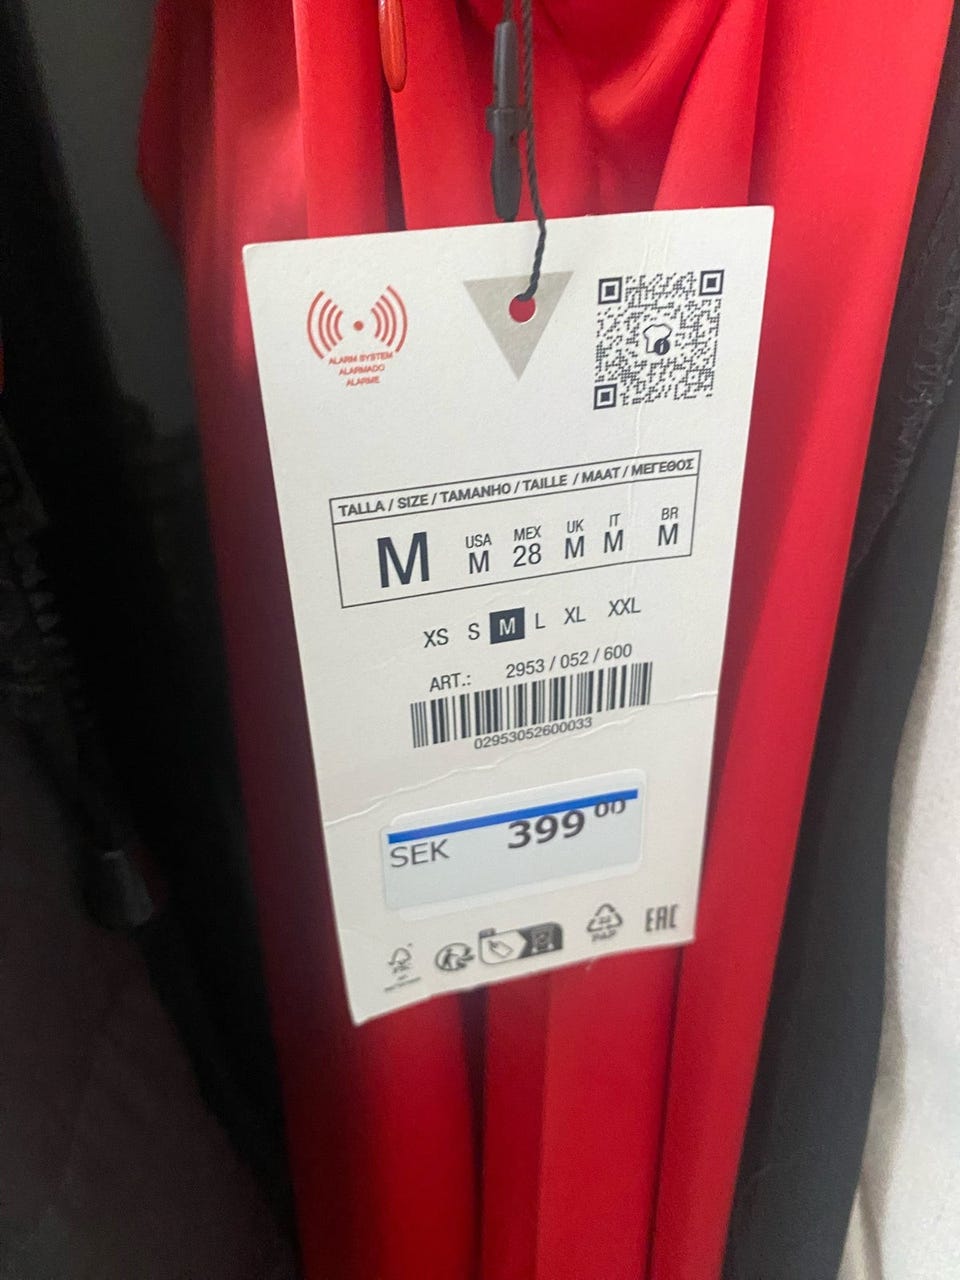 ALARM SYSTEM
ALARMADO
ALARME
TALLA / SIZE / TAMANHO / TAILLE / MAAT / ΜΕΓΕΘΟΣ
M
USA MEX UK IT BR
M 28 M M M
XS S M L XL XXL
ART.: 2953 / 052 / 600
02953052600033
SEK 399 00
PAP
EAC